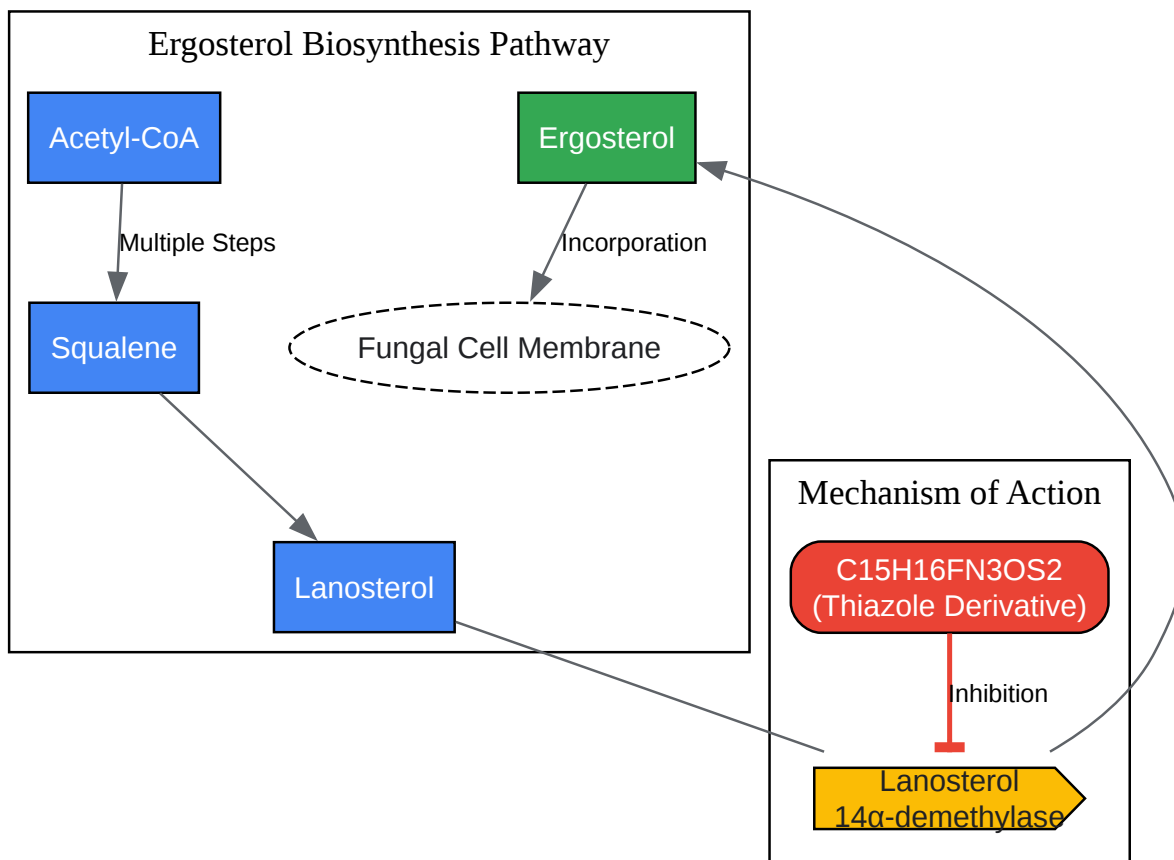 Ergosterol Biosynthesis Pathway
Acetyl-CoA
Ergosterol
Multiple Steps
Incorporation
Squalene
Fungal Cell Membrane
Lanosterol
Mechanism of Action
C15H16FN3OS2
(Thiazole Derivative)
Inhibition
Lanosterol
14α-demethylase